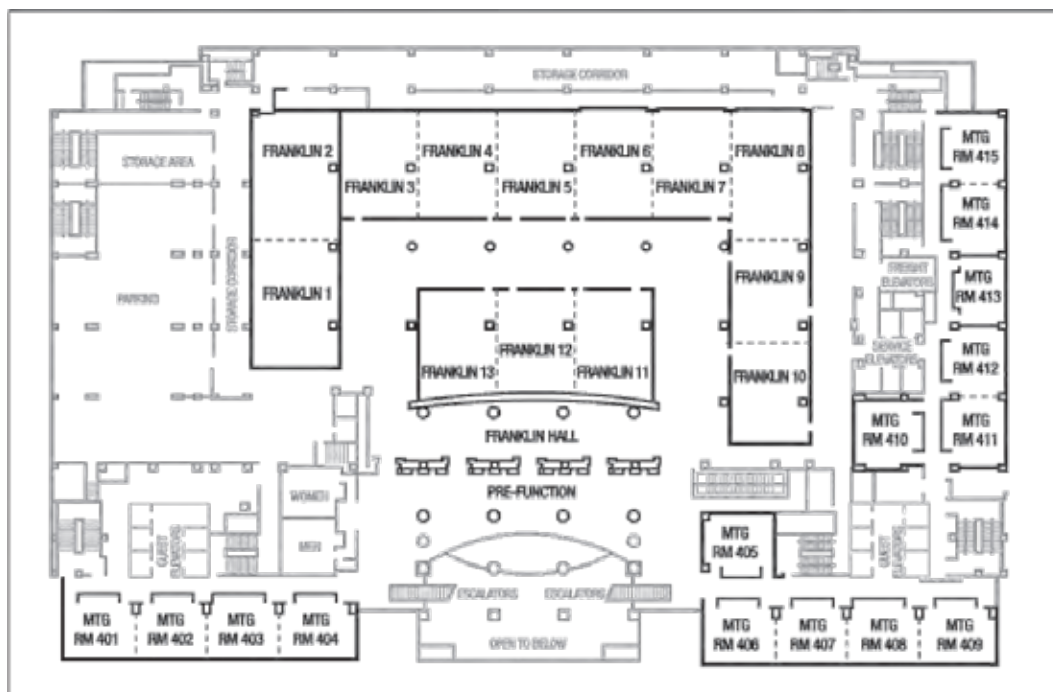 STORAGE CORRIDOR
STORAGE AREA
FRANKLIN 2
FRANKLIN 4
FRANKLIN 6
FRANKLIN 8
MTG
RM 415
FRANKLIN 3
FRANKLIN 5
FRANKLIN 7
MTG
RM 414
PARKING
STORAGE CORRIDOR
FRANKLIN 1
FRANKLIN 9
FREIGHT
ELEVATORS
MTG
RM 413
SERVICE
ELEVATORS
MTG
RM 412
FRANKLIN 13
FRANKLIN 12
FRANKLIN 11
FRANKLIN 10
MTG
RM 410
MTG
RM 411
FRANKLIN HALL
PRE-FUNCTION
WOMEN
MEN
GUEST
ELEVATORS
MTG
RM 405
GUEST
ELEVATORS
ESCALATORS
ESCALATORS
OPEN TO BELOW
MTG
RM 401
MTG
RM 402
MTG
RM 403
MTG
RM 404
MTG
RM 406
MTG
RM 407
MTG
RM 408
MTG
RM 409